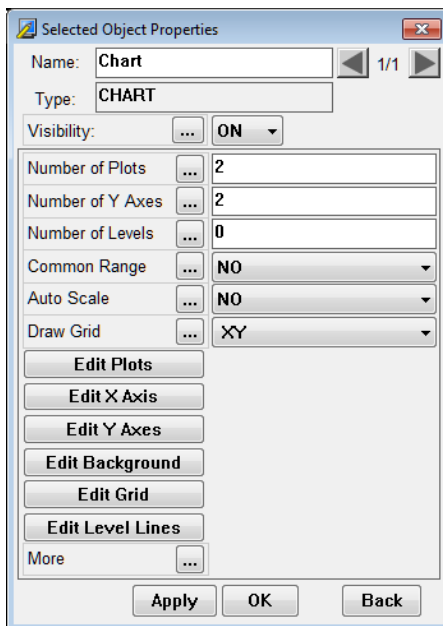 Selected Object Properties
Name: Chart 1/1
Type: CHART
Visibility: ... ON
Number of Plots ... 2
Number of Y Axes ... 2
Number of Levels ... 0
Common Range ... NO
Auto Scale ... NO
Draw Grid ... XY
Edit Plots
Edit X Axis
Edit Y Axes
Edit Background
Edit Grid
Edit Level Lines
More ...
Apply OK Back